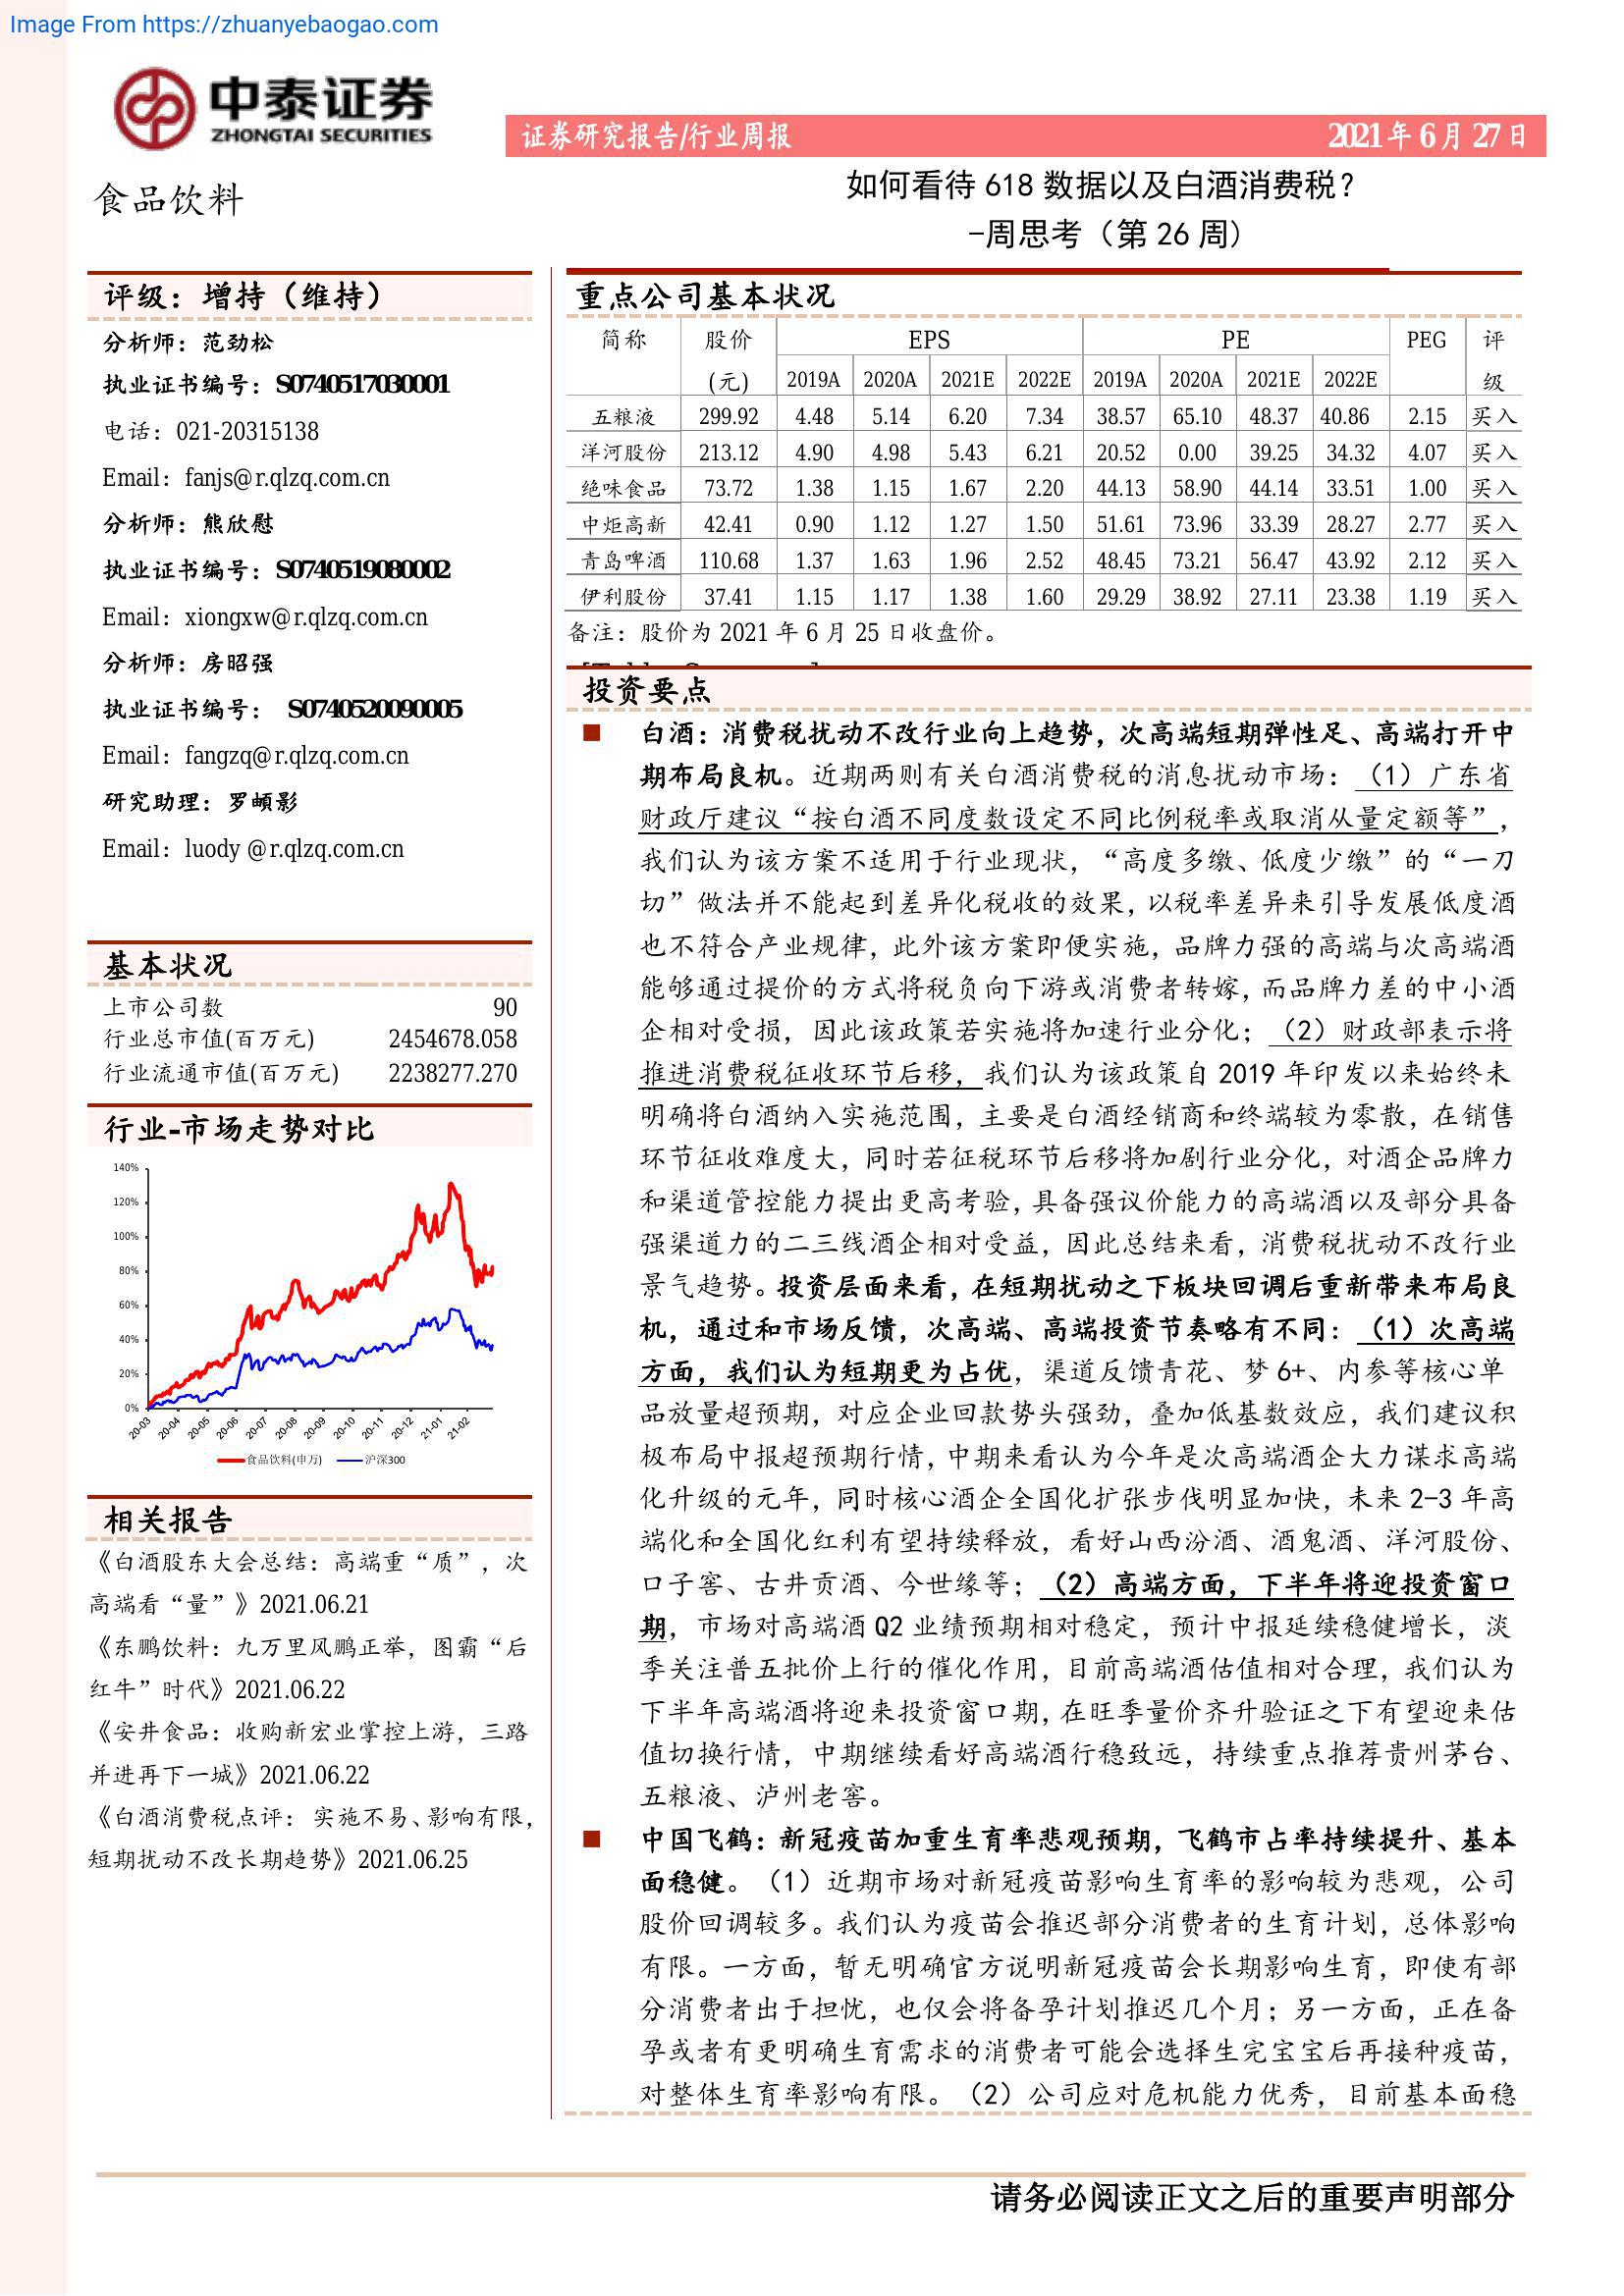 Image From https://zhuanyebaogao.com
中泰证券
ZHONGTAI SECURITIES
证券研究报告/行业周报
2021年6月27日
食品饮料
如何看待618数据以及白酒消费税？
-周思考（第26周）
评级：增持（维持）
分析师：范劲松
执业证书编号：S0740517030001
电话：021-20315138
Email：fanjs@r.qlzq.com.cn
分析师：熊欣慰
执业证书编号：S0740519080002
Email：xiongxw@r.qlzq.com.cn
分析师：房昭强
执业证书编号： S0740520090005
Email：fangzq@r.qlzq.com.cn
研究助理：罗頔影
Email：luody @r.qlzq.com.cn
基本状况
上市公司数 90
行业总市值(百万元) 2454678.058
行业流通市值(百万元) 2238277.270
行业-市场走势对比
140%
120%
100%
80%
60%
40%
20%
0%
20-03 20-04 20-05 20-06 20-07 20-08 20-09 20-10 20-11 20-12 21-01 21-02
食品饮料(申万) 沪深300
相关报告
《白酒股东大会总结：高端重“质”，次
高端看“量”》2021.06.21
《东鹏饮料：九万里风鹏正举，图霸“后
红牛”时代》2021.06.22
《安井食品：收购新宏业掌控上游，三路
并进再下一城》2021.06.22
《白酒消费税点评： 实施不易、影响有限，
短期扰动不改长期趋势》2021.06.25
重点公司基本状况
简称 股价 EPS PE PEG 评
(元) 2019A 2020A 2021E 2022E 2019A 2020A 2021E 2022E 级
五粮液 299.92 4.48 5.14 6.20 7.34 38.57 65.10 48.37 40.86 2.15 买入
洋河股份 213.12 4.90 4.98 5.43 6.21 20.52 0.00 39.25 34.32 4.07 买入
绝味食品 73.72 1.38 1.15 1.67 2.20 44.13 58.90 44.14 33.51 1.00 买入
中炬高新 42.41 0.90 1.12 1.27 1.50 51.61 73.96 33.39 28.27 2.77 买入
青岛啤酒 110.68 1.37 1.63 1.96 2.52 48.45 73.21 56.47 43.92 2.12 买入
伊利股份 37.41 1.15 1.17 1.38 1.60 29.29 38.92 27.11 23.38 1.19 买入
备注：股价为2021年6月25日收盘价。
投资要点
■ 白酒：消费税扰动不改行业向上趋势，次高端短期弹性足、高端打开中
期布局良机。近期两则有关白酒消费税的消息扰动市场：（1）广东省
财政厅建议“按白酒不同度数设定不同比例税率或取消从量定额等”，
我们认为该方案不适用于行业现状，“高度多缴、低度少缴”的“一刀
切”做法并不能起到差异化税收的效果，以税率差异来引导发展低度酒
也不符合产业规律，此外该方案即便实施，品牌力强的高端与次高端酒
能够通过提价的方式将税负向下游或消费者转嫁，而品牌力差的中小酒
企相对受损，因此该政策若实施将加速行业分化；（2）财政部表示将
推进消费税征收环节后移，我们认为该政策自2019年印发以来始终未
明确将白酒纳入实施范围，主要是白酒经销商和终端较为零散，在销售
环节征收难度大，同时若征税环节后移将加剧行业分化，对酒企品牌力
和渠道管控能力提出更高考验，具备强议价能力的高端酒以及部分具备
强渠道力的二三线酒企相对受益，因此总结来看，消费税扰动不改行业
景气趋势。投资层面来看，在短期扰动之下板块回调后重新带来布局良
机，通过和市场反馈，次高端、高端投资节奏略有不同：（1）次高端
方面，我们认为短期更为占优，渠道反馈青花、梦6+、内参等核心单
品放量超预期，对应企业回款势头强劲，叠加低基数效应，我们建议积
极布局中报超预期行情，中期来看认为今年是次高端酒企大力谋求高端
化升级的元年，同时核心酒企全国化扩张步伐明显加快，未来2-3年高
端化和全国化红利有望持续释放，看好山西汾酒、酒鬼酒、洋河股份、
口子窖、古井贡酒、今世缘等；（2）高端方面，下半年将迎投资窗口
期，市场对高端酒Q2业绩预期相对稳定，预计中报延续稳健增长，淡
季关注普五批价上行的催化作用，目前高端酒估值相对合理，我们认为
下半年高端酒将迎来投资窗口期，在旺季量价齐升验证之下有望迎来估
值切换行情，中期继续看好高端酒行稳致远，持续重点推荐贵州茅台、
五粮液、泸州老窖。
■ 中国飞鹤：新冠疫苗加重生育率悲观预期，飞鹤市占率持续提升、基本
面稳健。（1）近期市场对新冠疫苗影响生育率的影响较为悲观，公司
股价回调较多。我们认为疫苗会推迟部分消费者的生育计划，总体影响
有限。一方面，暂无明确官方说明新冠疫苗会长期影响生育，即使有部
分消费者出于担忧，也仅会将备孕计划推迟几个月；另一方面，正在备
孕或者有更明确生育需求的消费者可能会选择生完宝宝后再接种疫苗，
对整体生育率影响有限。（2）公司应对危机能力优秀，目前基本面稳
请务必阅读正文之后的重要声明部分